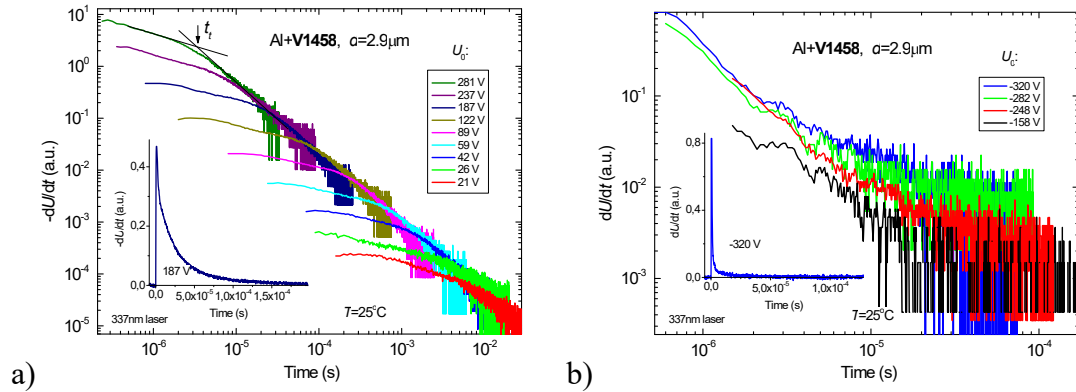 a)
-dU/dt (a.u.)
10^1
10^0
10^-1
10^-2
10^-3
10^-4
10^-5
t_t
Al+V1458, a=2.9μm
U_0:
281 V
237 V
187 V
122 V
89 V
59 V
42 V
26 V
21 V
-dU/dt (a.u.)
0,4
0,2
0,0
187 V
0,0 5,0x10^-5 1,0x10^-4 1,5x10^-4
Time (s)
337nm laser
T=25°C
10^-6 10^-5 10^-4 10^-3 10^-2
Time (s)
b)
dU/dt (a.u.)
10^-1
10^-2
10^-3
Al+V1458, a=2.9μm
U_0:
-320 V
-282 V
-248 V
-158 V
dU/dt (a.u.)
0,8
0,4
0,0
-320 V
0,0 5,0x10^-5 1,0x10^-4
Time (s)
337nm laser
T=25°C
10^-6 10^-5 10^-4
Time (s)